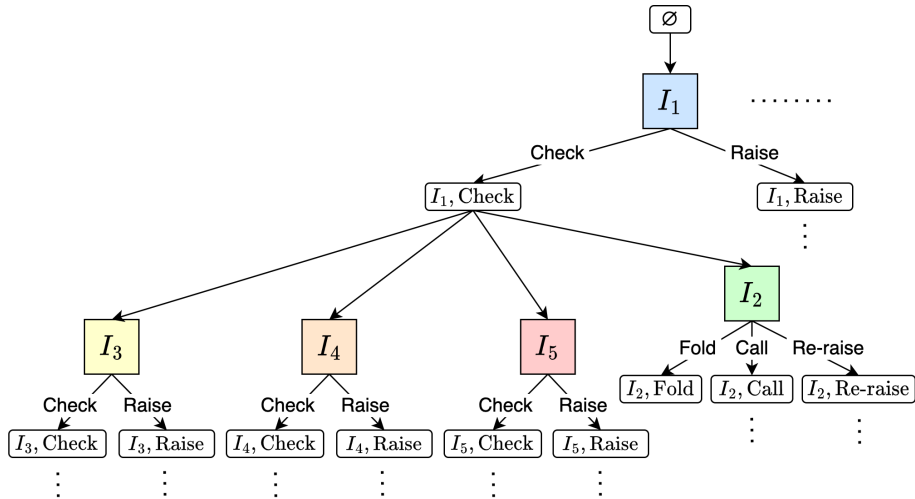 ∅
I₁
Check
Raise
I₁, Check
I₁, Raise
I₂
I₃
I₄
I₅
Fold
Call
Re-raise
I₂, Fold
I₂, Call
I₂, Re-raise
Check
Raise
Check
Raise
Check
Raise
I₃, Check
I₃, Raise
I₄, Check
I₄, Raise
I₅, Check
I₅, Raise